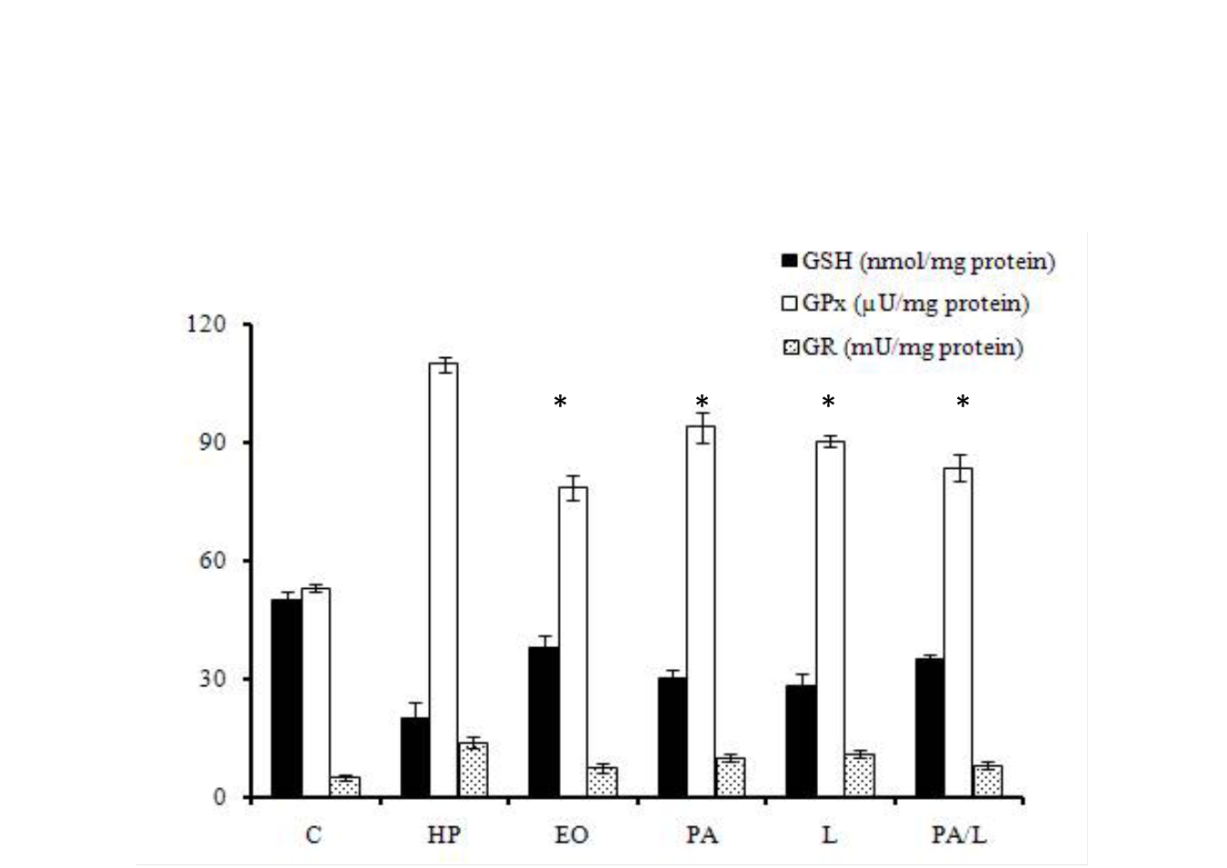 GSH (nmol/mg protein)
GPx (µU/mg protein)
GR (mU/mg protein)
120
90
60
30
0
* * * *
C HP EO PA L PA/L